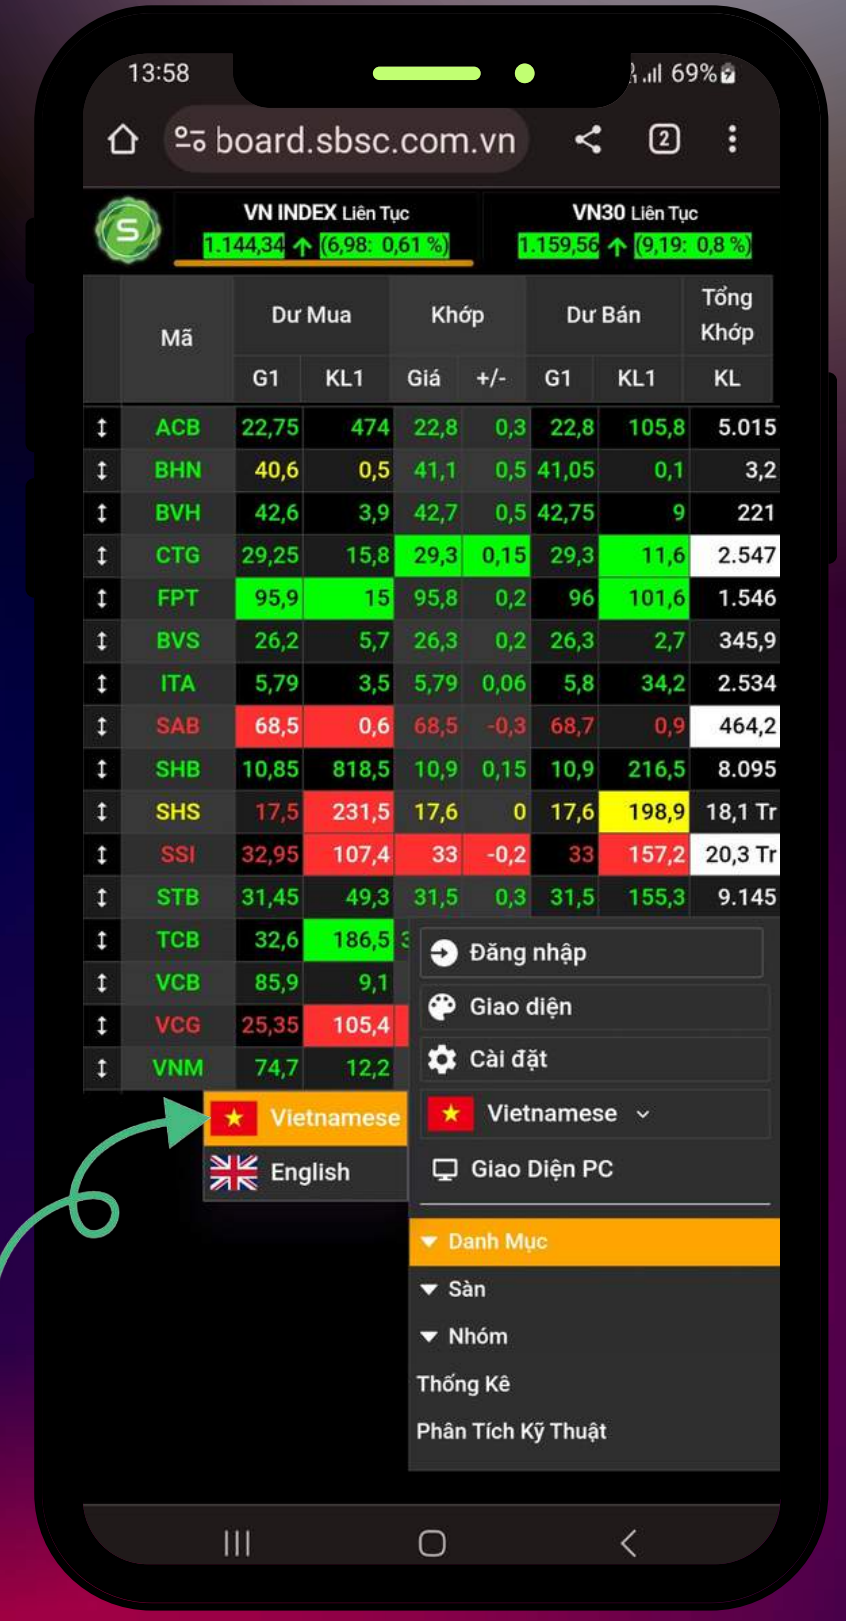 13:58
69%
board.sbsc.com.vn
2
S
VN INDEX Liên Tục
VN30 Liên Tục
1.144,34 (6,98: 0,61 %)
1.159,56 (9,19: 0,8 %)
Mã Dư Mua Khớp Dư Bán Tổng Khớp
G1 KL1 Giá +/- G1 KL1 KL
ACB 22,75 474 22,8 0,3 22,8 105,8 5.015
BHN 40,6 0,5 41,1 0,5 41,05 0,1 3,2
BVH 42,6 3,9 42,7 0,5 42,75 9 221
CTG 29,25 15,8 29,3 0,15 29,3 11,6 2.547
FPT 95,9 15 95,8 0,2 96 101,6 1.546
BVS 26,2 5,7 26,3 0,2 26,3 2,7 345,9
ITA 5,79 3,5 5,79 0,06 5,8 34,2 2.534
SAB 68,5 0,6 68,5 -0,3 68,7 0,9 464,2
SHB 10,85 818,5 10,9 0,15 10,9 216,5 8.095
SHS 17,5 231,5 17,6 0 17,6 198,9 18,1 Tr
SSI 32,95 107,4 33 -0,2 33 157,2 20,3 Tr
STB 31,45 49,3 31,5 0,3 31,5 155,3 9.145
TCB 32,6 186,5
VCB 85,9 9,1
VCG 25,35 105,4
VNM 74,7 12,2
Đăng nhập
Giao diện
Cài đặt
Vietnamese
Vietnamese
English
Giao Diện PC
Danh Mục
Sàn
Nhóm
Thống Kê
Phân Tích Kỹ Thuật